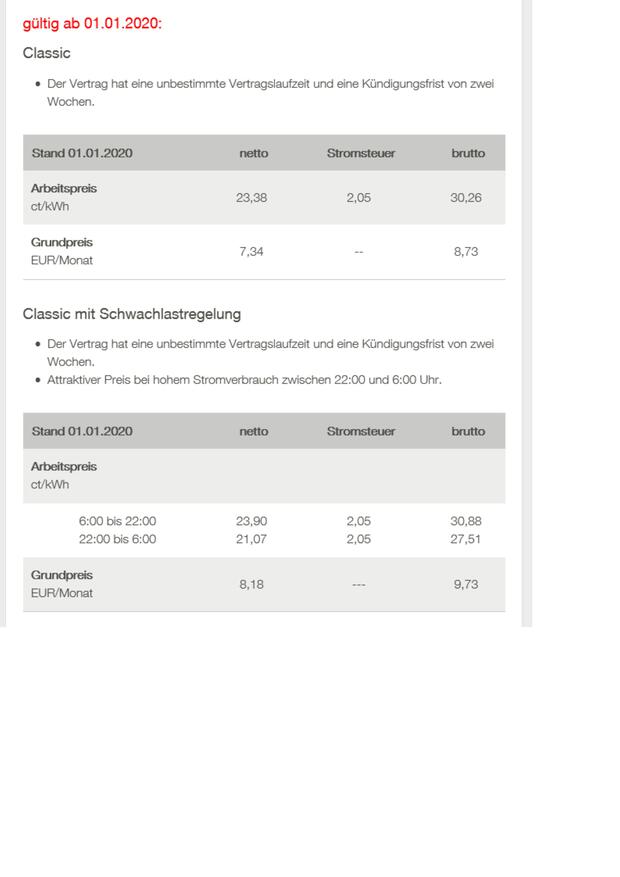 gültig ab 01.01.2020:
Classic
• Der Vertrag hat eine unbestimmte Vertragslaufzeit und eine Kündigungsfrist von zwei
Wochen.
Stand 01.01.2020 netto Stromsteuer brutto
Arbeitspreis
ct/kWh 23,38 2,05 30,26
Grundpreis
EUR/Monat 7,34 -- 8,73
Classic mit Schwachlastregelung
• Der Vertrag hat eine unbestimmte Vertragslaufzeit und eine Kündigungsfrist von zwei
Wochen.
• Attraktiver Preis bei hohem Stromverbrauch zwischen 22:00 und 6:00 Uhr.
Stand 01.01.2020 netto Stromsteuer brutto
Arbeitspreis
ct/kWh
6:00 bis 22:00 23,90 2,05 30,88
22:00 bis 6:00 21,07 2,05 27,51
Grundpreis
EUR/Monat 8,18 --- 9,73